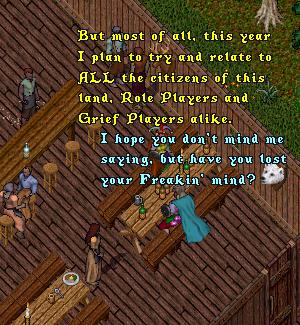 But most of all, this year
I plan to try and relate to
ALL the citizens of this
land, Role Players and
Grief Players alike.
I hope you don't mind me
saying, but have you lost
your Freakin' mind?